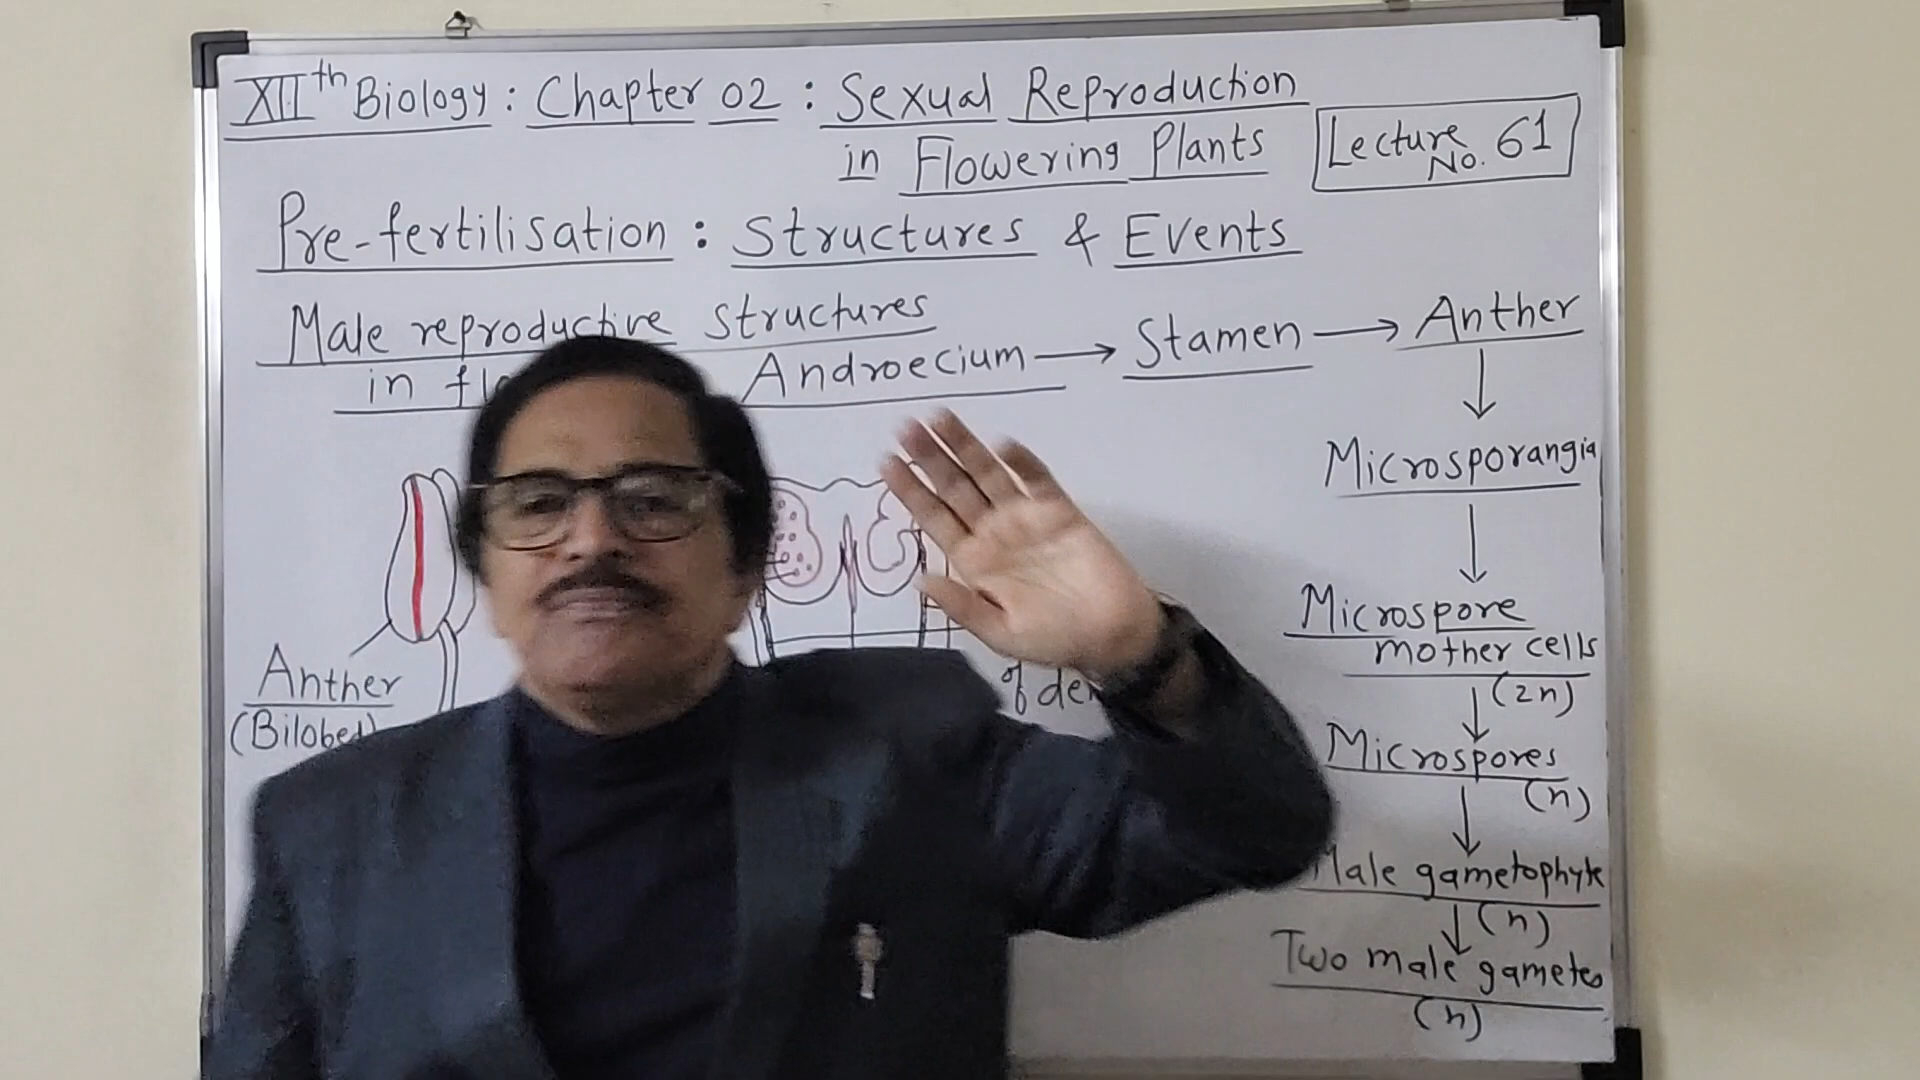 XIIth Biology : Chapter 02 : Sexual Reproduction
in Flowering Plants
Lecture No. 61
Pre-fertilisation : Structures & Events
Male reproductive structures
in
Androecium → Stamen → Anther
Microsporangia
Microspore
mother cells
(2n)
Microspores
(n)
Male gametophyte
(n)
Two male gametes
(n)
Anther
(Bilobed)
of